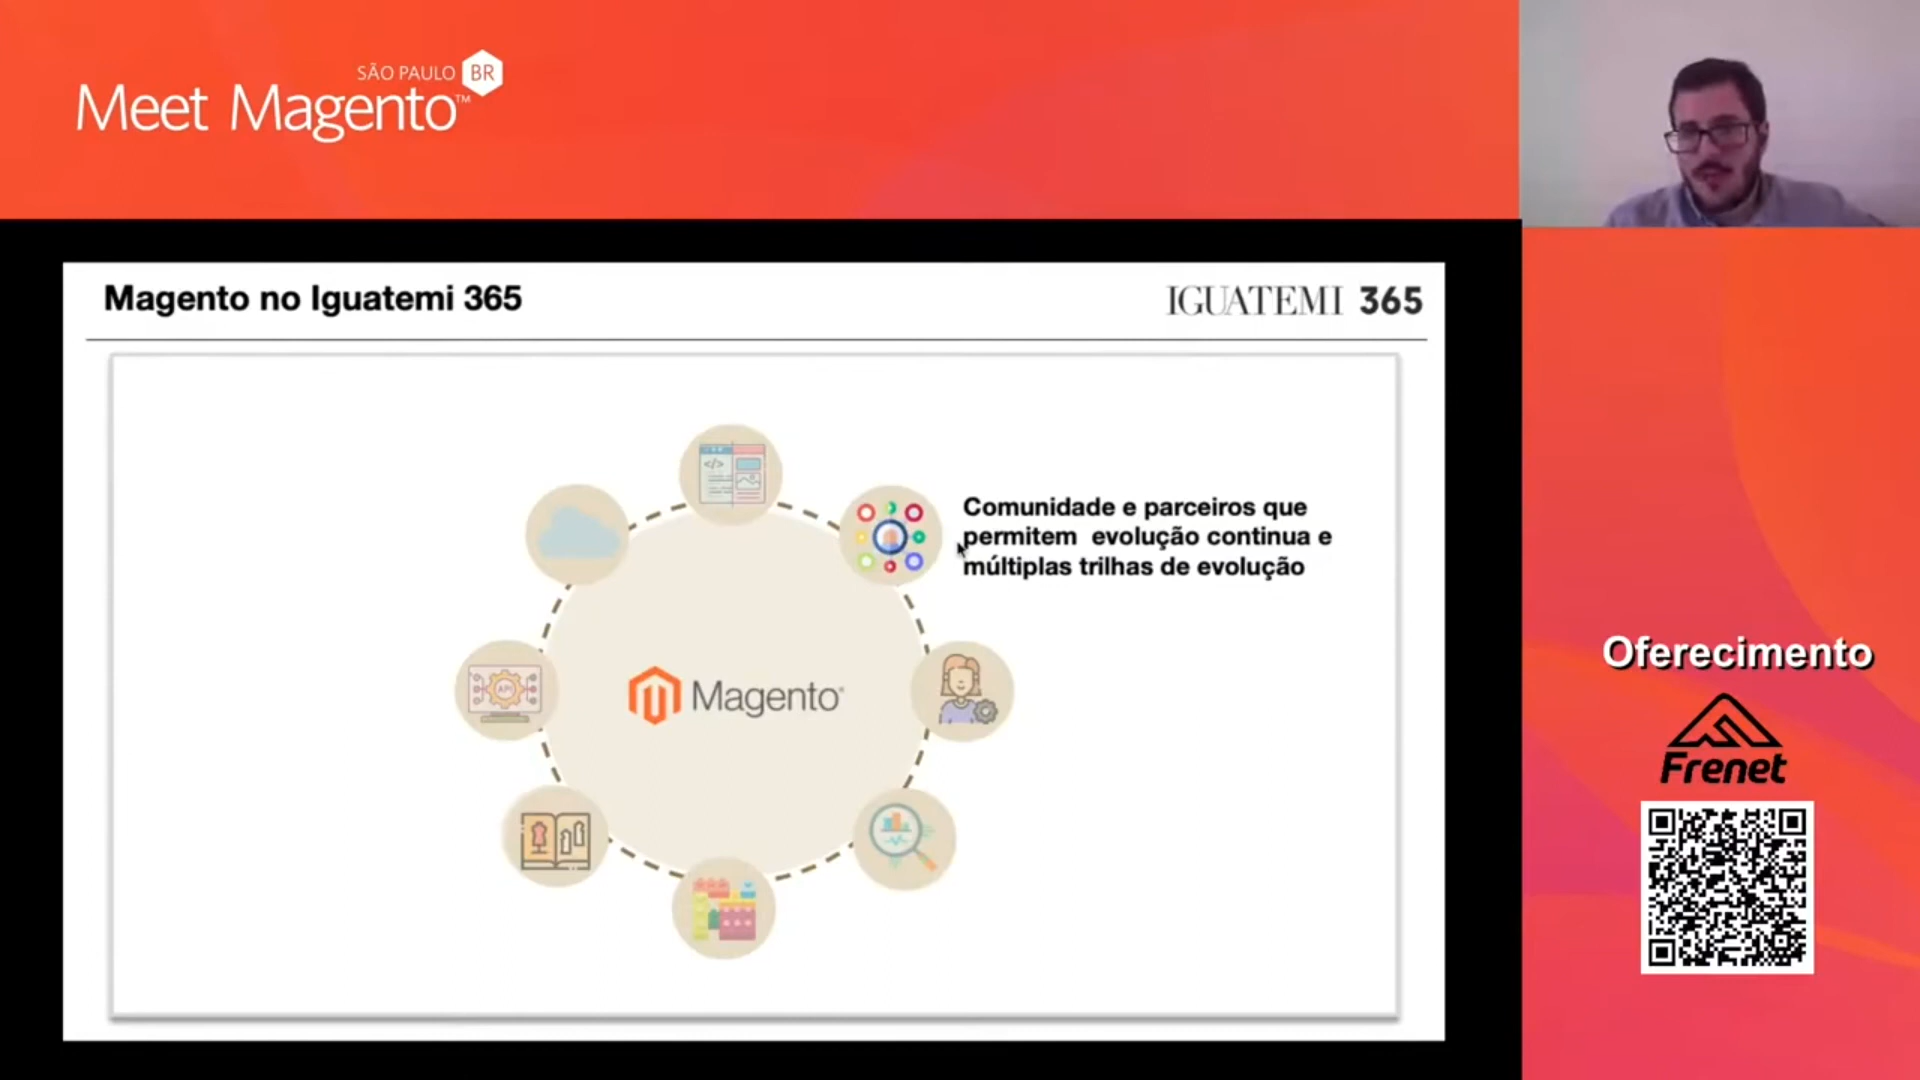 SÃO PAULO BR
Meet Magento™
Magento no Iguatemi 365
IGUATEMI 365
</>
Comunidade e parceiros que
permitem evolução continua e
múltiplas trilhas de evolução
API
Magento®
Oferecimento
Frenet